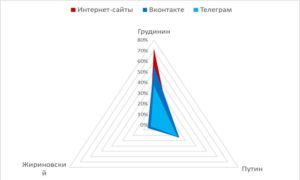 Интернет-сайты Вконтакте Телеграм
Грудинин
80%
70%
60%
50%
40%
30%
20%
10%
0%
Жириновски
й
Путин